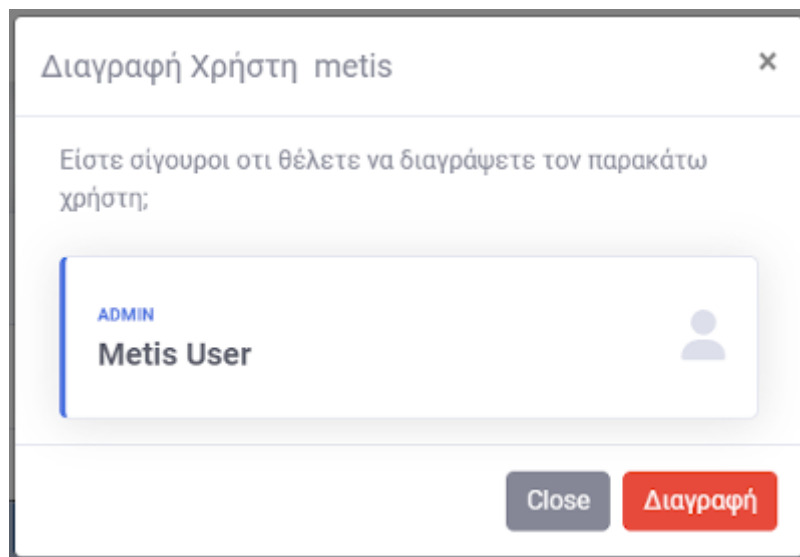 Διαγραφή Χρήστη metis ×
Είστε σίγουροι οτι θέλετε να διαγράψετε τον παρακάτω
χρήστη;
ADMIN
Metis User
Close Διαγραφή